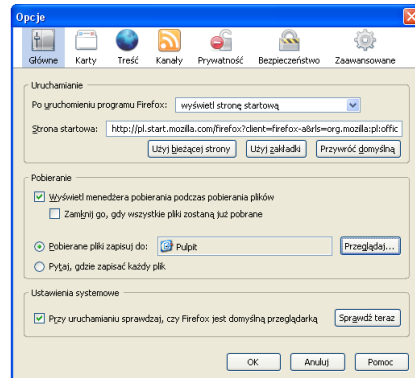 Opcje
Główne Karty Treść Kanały Prywatność Bezpieczeństwo Zaawansowane
Uruchamianie
Po uruchomieniu programu Firefox: wyświetl stronę startową
Strona startowa: http://pl.start.mozilla.com/firefox?client=firefox-a&rls=org.mozilla:pl:offic
Użyj bieżącej strony Użyj zakładki Przywróć domyślną
Pobieranie
Wyświetl menedżera pobierania podczas pobierania plików
Zamknij go, gdy wszystkie pliki zostaną już pobrane
Pobierane pliki zapisuj do: Pulpit Przeglądaj...
Pytaj, gdzie zapisać każdy plik
Ustawienia systemowe
Przy uruchamianiu sprawdzaj, czy Firefox jest domyślną przeglądarką Sprawdź teraz
OK Anuluj Pomoc